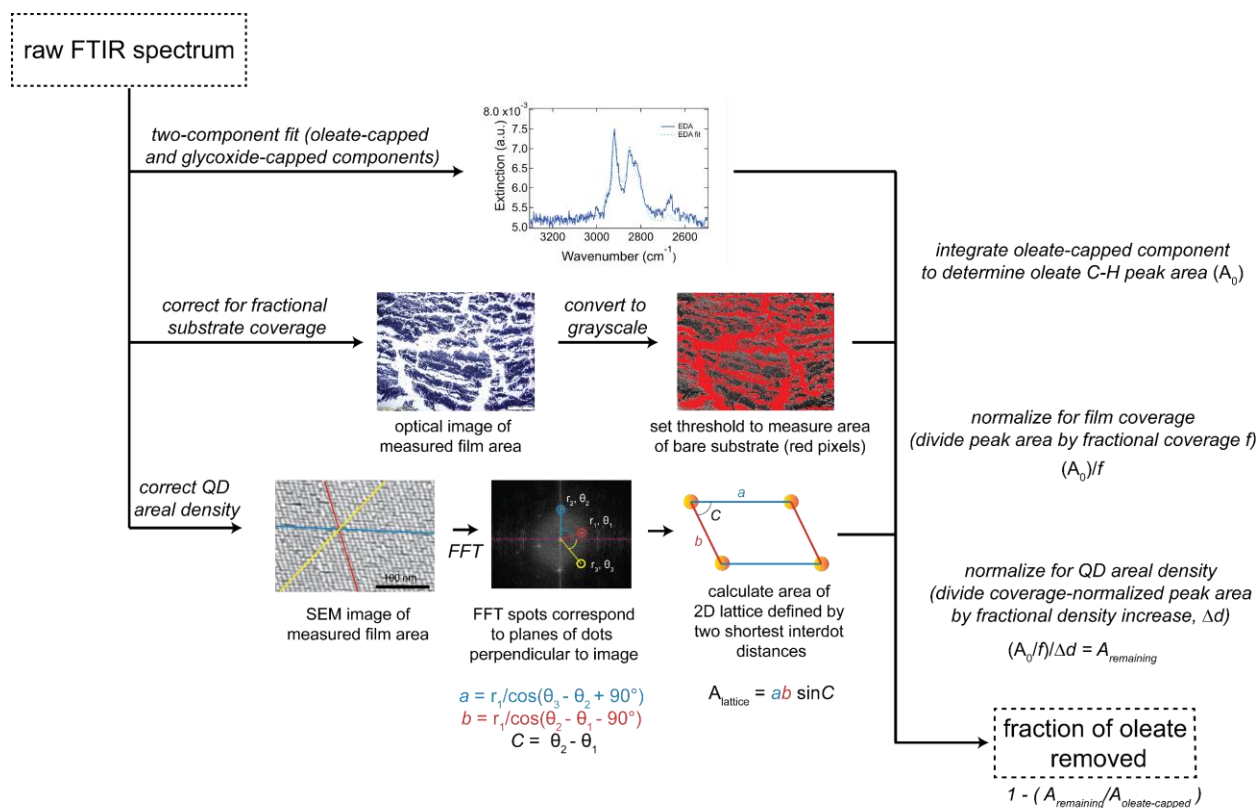 raw FTIR spectrum
two-component fit (oleate-capped
and glycoxide-capped components)
8.0 x10⁻³
7.5
7.0
6.5
6.0
5.5
5.0
Extinction (a.u.)
EDA
EDA fit
3200
3000
2800
2600
Wavenumber (cm⁻¹)
integrate oleate-capped component
to determine oleate C-H peak area (A₀)
correct for fractional
substrate coverage
convert to
grayscale
optical image of
measured film area
set threshold to measure area
of bare substrate (red pixels)
normalize for film coverage
(divide peak area by fractional coverage f)
(A₀)/f
correct QD
areal density
100 nm
SEM image of
measured film area
FFT
r₂, θ₂
r₁, θ₁
r₃, θ₃
FFT spots correspond
to planes of dots
perpendicular to image
a = r₁/cos(θ₃ - θ₂ + 90°)
b = r₁/cos(θ₂ - θ₁ - 90°)
C = θ₂ - θ₁
a
C
b
calculate area of
2D lattice defined by
two shortest interdot
distances
A_lattice = ab sinC
normalize for QD areal density
(divide coverage-normalized peak area
by fractional density increase, Δd)
(A₀/f)/Δd = A_remaining
fraction of oleate
removed
1 - ( A_remaining/A_oleate-capped )